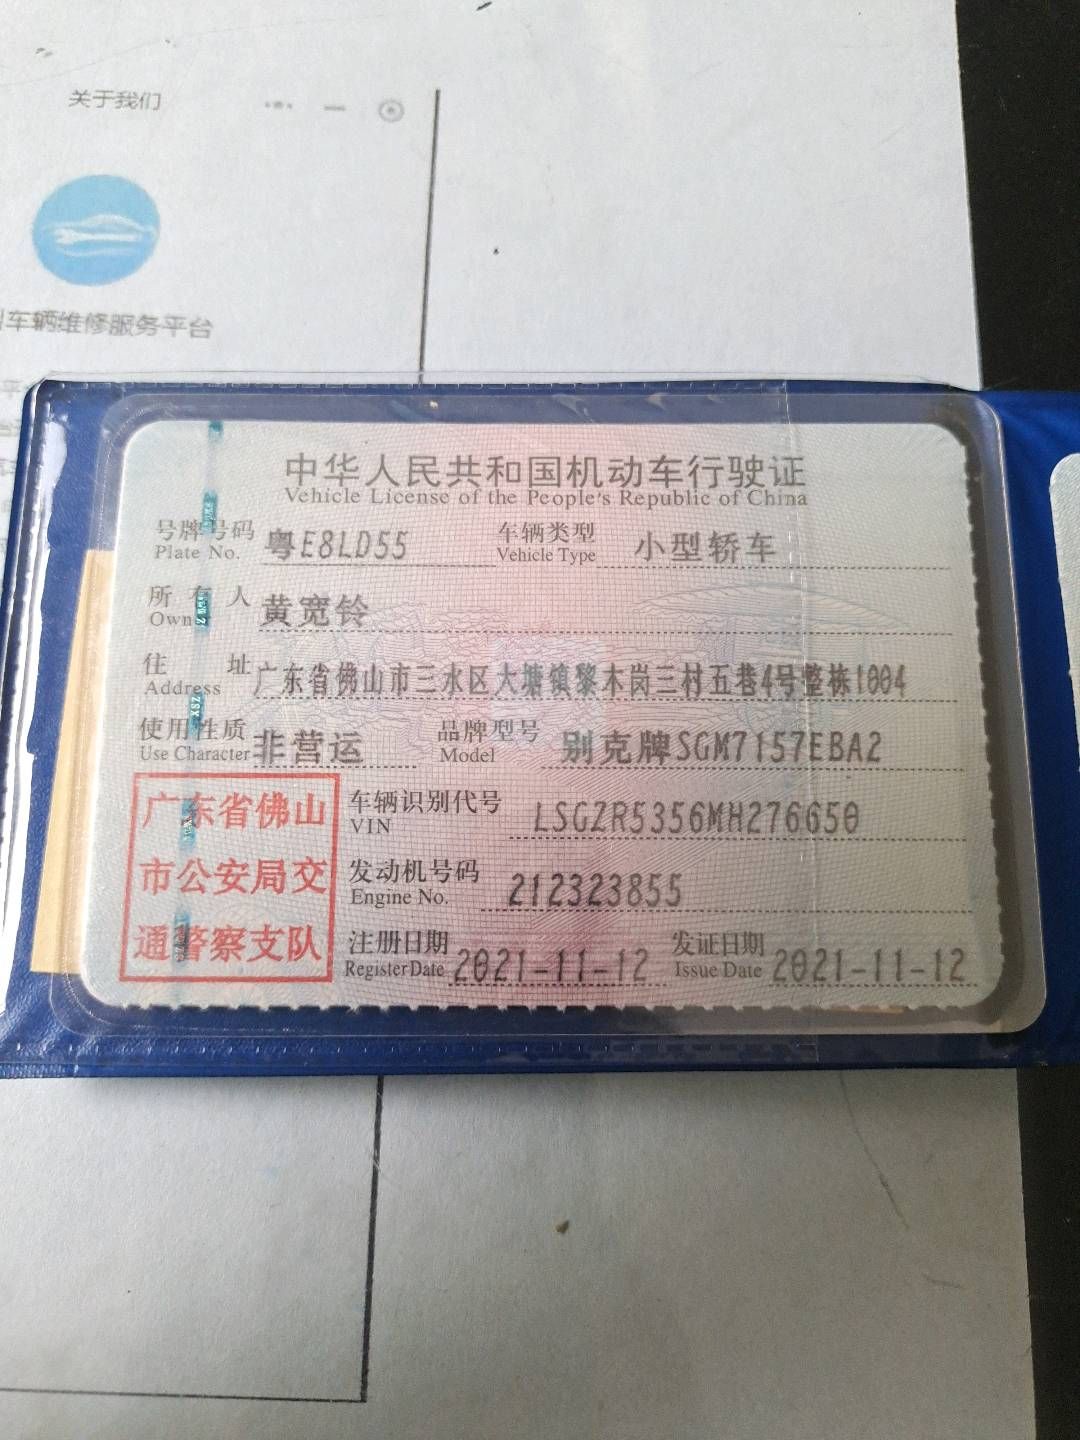 关于我们
车辆维修服务平台
中华人民共和国机动车行驶证
Vehicle License of the People's Republic of China
号牌号码 粤E8LD55 车辆类型 小型轿车
Plate No. Vehicle Type
所有人 黄宽铃
Owner
住址 广东省佛山市三水区大塘镇黎木岗三村五巷4号整栋1004
Address
使用性质 非营运 品牌型号 别克牌SGM7157EBA2
Use Character Model
广东省佛山
市公安局交
通警察支队
车辆识别代号 LSGZR5356MH276650
VIN
发动机号码 212323855
Engine No.
注册日期 2021-11-12 发证日期 2021-11-12
Register Date Issue Date